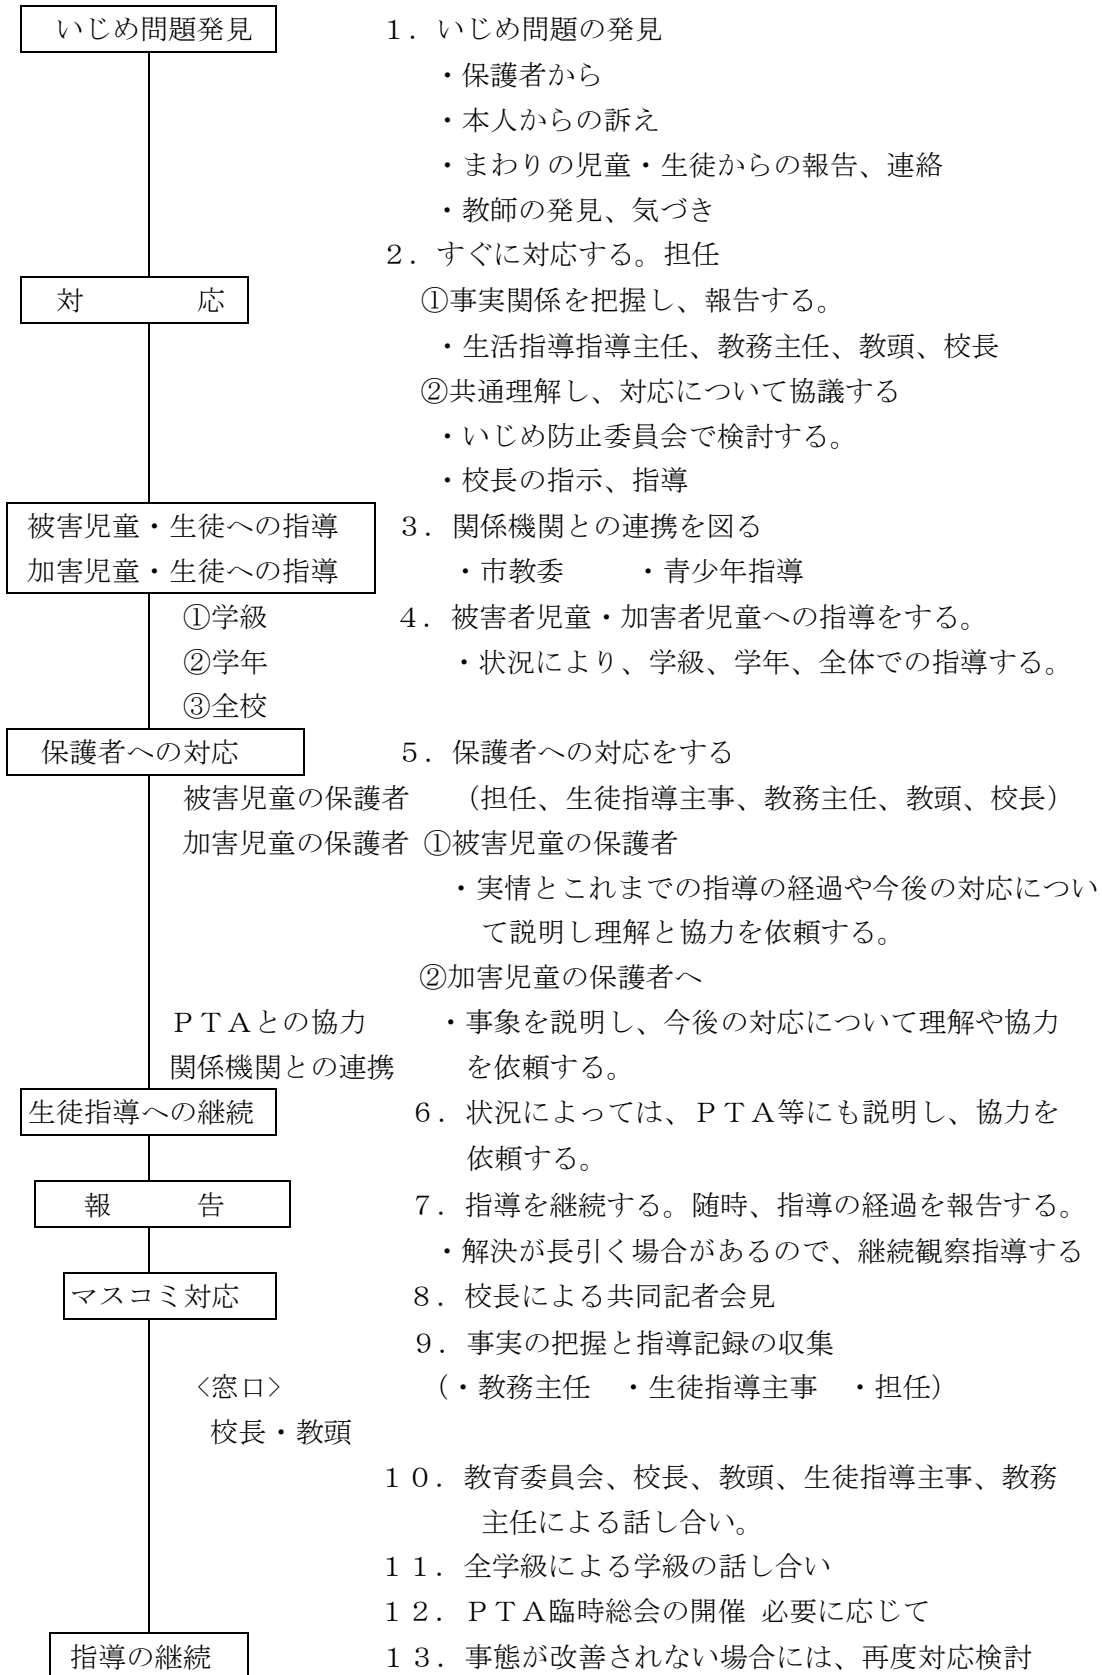 いじめ問題発見　１．いじめ問題の発見
・保護者から
・本人からの訴え
・まわりの児童・生徒からの報告、連絡
・教師の発見、気づき
２．すぐに対応する。担任
対　　　応　①事実関係を把握し、報告する。
・生活指導指導主任、教務主任、教頭、校長
②共通理解し、対応について協議する
・いじめ防止委員会で検討する。
・校長の指示、指導
被害児童・生徒への指導　３．関係機関との連携を図る
加害児童・生徒への指導　・市教委　　・青少年指導
①学級　４．被害者児童・加害者児童への指導をする。
②学年　・状況により、学級、学年、全体での指導する。
③全校
保護者への対応　５．保護者への対応をする
被害児童の保護者　（担任、生徒指導主事、教務主任、教頭、校長）
加害児童の保護者　①被害児童の保護者
・実情とこれまでの指導の経過や今後の対応につい
て説明し理解と協力を依頼する。
②加害児童の保護者へ
ＰＴＡとの協力　・事象を説明し、今後の対応について理解や協力
関係機関との連携　を依頼する。
生徒指導への継続　６．状況によっては、ＰＴＡ等にも説明し、協力を
依頼する。
報　　　告　７．指導を継続する。随時、指導の経過を報告する。
・解決が長引く場合があるので、継続観察指導する
マスコミ対応　８．校長による共同記者会見
９．事実の把握と指導記録の収集
〈窓口〉　（・教務主任　・生徒指導主事　・担任）
校長・教頭
１０．教育委員会、校長、教頭、生徒指導主事、教務
主任による話し合い。
１１．全学級による学級の話し合い
１２．ＰＴＡ臨時総会の開催 必要に応じて
指導の継続　１３．事態が改善されない場合には、再度対応検討